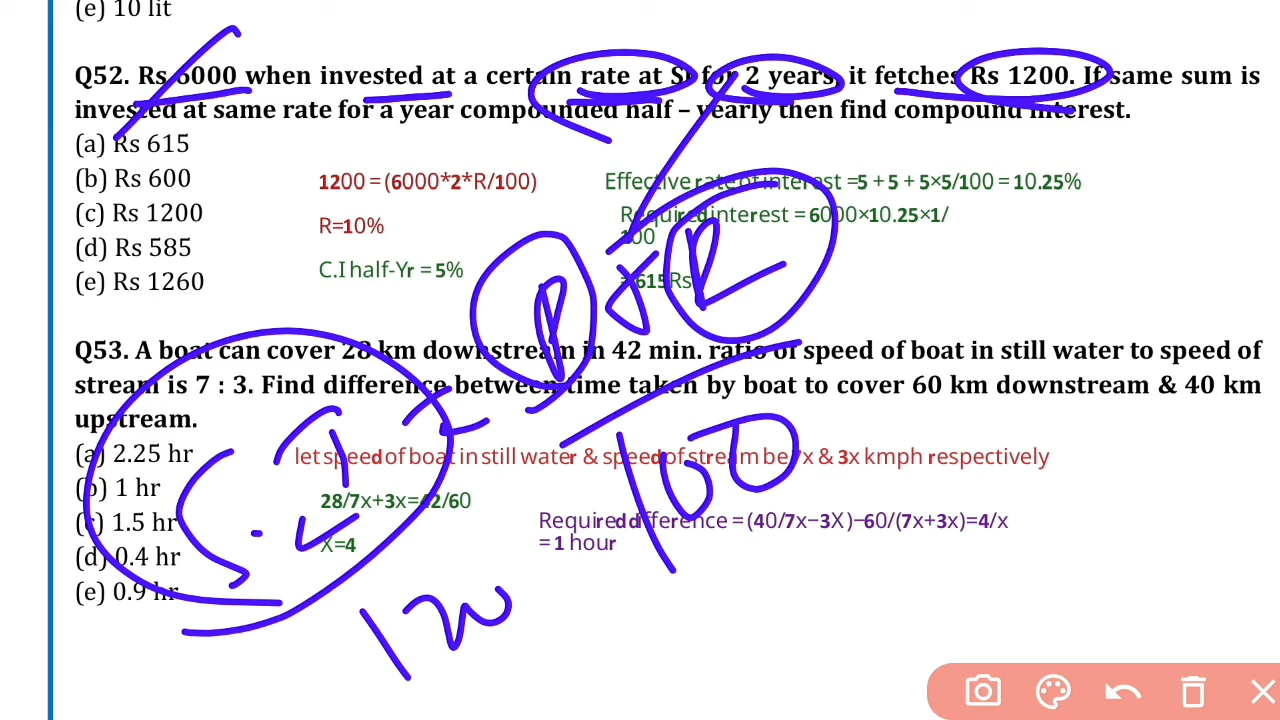 (e) 10 lit
Q52. Rs 6000 when invested at a certain rate at SI for 2 years, it fetches Rs 1200. If same sum is
invested at same rate for a year compounded half – yearly then find compound interest.
(a) Rs 615
(b) Rs 600
(c) Rs 1200
(d) Rs 585
(e) Rs 1260
1200 = (6000*2*R/100)
R=10%
C.I half-Yr = 5%
Effective rate of interest =5 + 5 + 5×5/100 = 10.25%
Required interest = 6000×10.25×1/
100
= 615Rs
Q53. A boat can cover 28 km downstream in 42 min. ratio of speed of boat in still water to speed of
stream is 7 : 3. Find difference between time taken by boat to cover 60 km downstream & 40 km
upstream.
(a) 2.25 hr
(b) 1 hr
(c) 1.5 hr
(d) 0.4 hr
(e) 0.9 hr
let speed of boat in still water & speed of stream be 7x & 3x kmph respectively
28/7x+3x=42/60
X=4
Required difference = (40/7x−3X)−60/(7x+3x)=4/x
= 1 hour
S.I = P × R
100